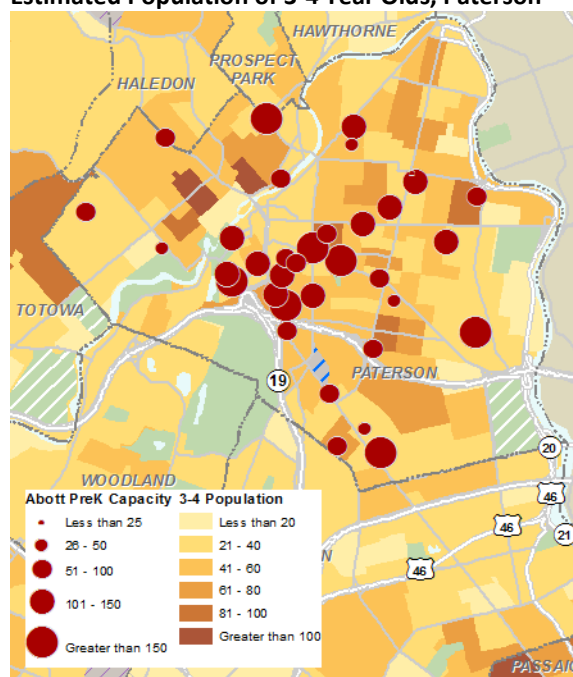 Estimated Population of 3-4 Year Olds, Paterson
HAWTHORNE
PROSPECT
PARK
HALEDON
TOTOWA
19
PATERSON
20
WOODLAND
46
46
21
46
N
Abott PreK Capacity
Less than 25
26 - 50
51 - 100
101 - 150
Greater than 150
3-4 Population
Less than 20
21 - 40
41 - 60
61 - 80
81 - 100
Greater than 100
PASSAIC